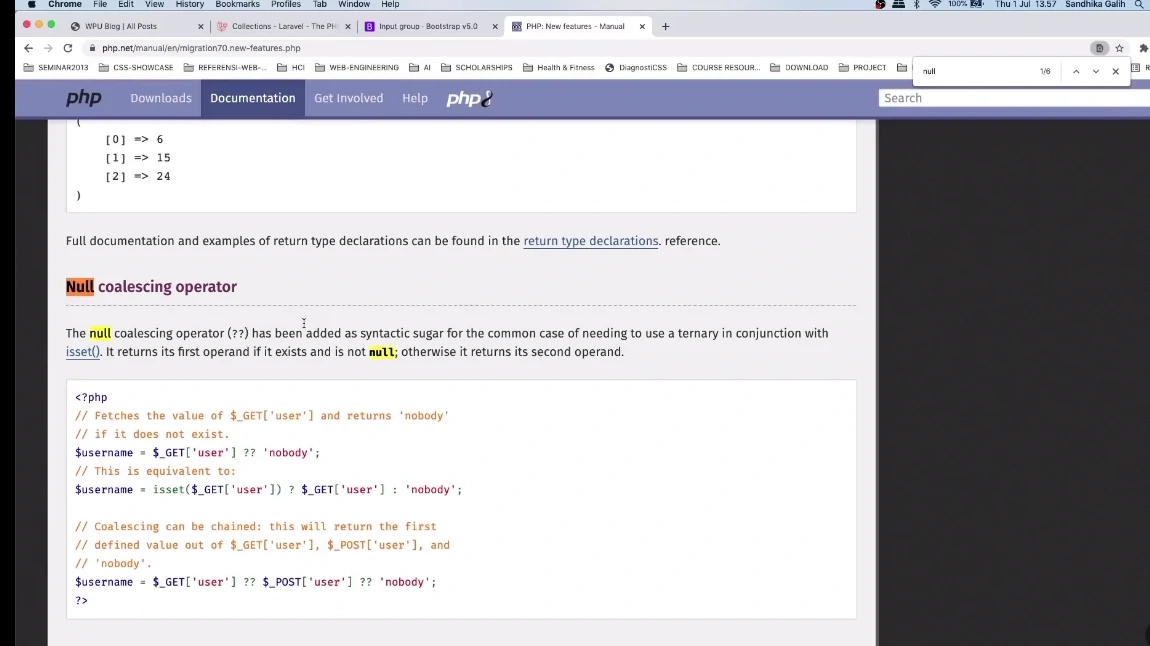 Chrome File Edit View History Bookmarks Profiles Tab Window Help 100% Thu 1 Jul 13.57 Sandhika Galih
WPU Blog | All Posts Collections - Laravel - The PH Input group · Bootstrap v5.0 PHP: New features - Manual
php.net/manual/en/migration70.new-features.php
SEMINAR2013 CSS-SHOWCASE REFERENSI-WEB-... HCI WEB-ENGINEERING AI SCHOLARSHIPS Health & Fitness DiagnostiCSS COURSE RESOUR... DOWNLOAD PROJECT
null 1/6
php Downloads Documentation Get Involved Help php8 Search
(
[0] => 6
[1] => 15
[2] => 24
)
Full documentation and examples of return type declarations can be found in the return type declarations. reference.
Null coalescing operator
The null coalescing operator (??) has been added as syntactic sugar for the common case of needing to use a ternary in conjunction with
isset(). It returns its first operand if it exists and is not null; otherwise it returns its second operand.
<?php
// Fetches the value of $_GET['user'] and returns 'nobody'
// if it does not exist.
$username = $_GET['user'] ?? 'nobody';
// This is equivalent to:
$username = isset($_GET['user']) ? $_GET['user'] : 'nobody';
// Coalescing can be chained: this will return the first
// defined value out of $_GET['user'], $_POST['user'], and
// 'nobody'.
$username = $_GET['user'] ?? $_POST['user'] ?? 'nobody';
?>